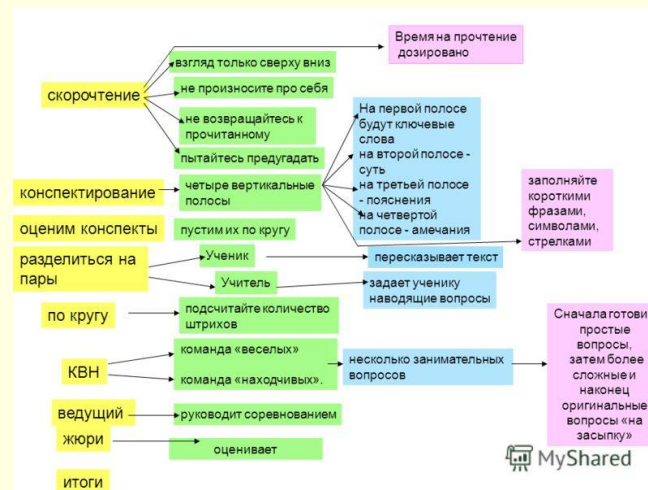 Время на прочтение
дозировано
взгляд только сверху вниз
скорочтение
не произносите про себя
не возвращайтесь к
прочитанному
пытайтесь предугадать
На первой полосе
будут ключевые
слова
на второй полосе -
суть
на третьей полосе
- пояснения
на четвертой
полосе - амечания
конспектирование
четыре вертикальные
полосы
заполняйте
короткими
фразами,
символами,
стрелками
оценим конспекты
пустим их по кругу
разделиться на
пары
Ученик
пересказывает текст
Учитель
задает ученику
наводящие вопросы
по кругу
подсчитайте количество
штрихов
КВН
команда «веселых»
команда «находчивых».
несколько занимательных
вопросов
Сначала готови
простые
вопросы,
затем более
сложные и
наконец
оригинальные
вопросы «на
засыпку»
ведущий
руководит соревнованием
жюри
оценивает
итоги
MyShared